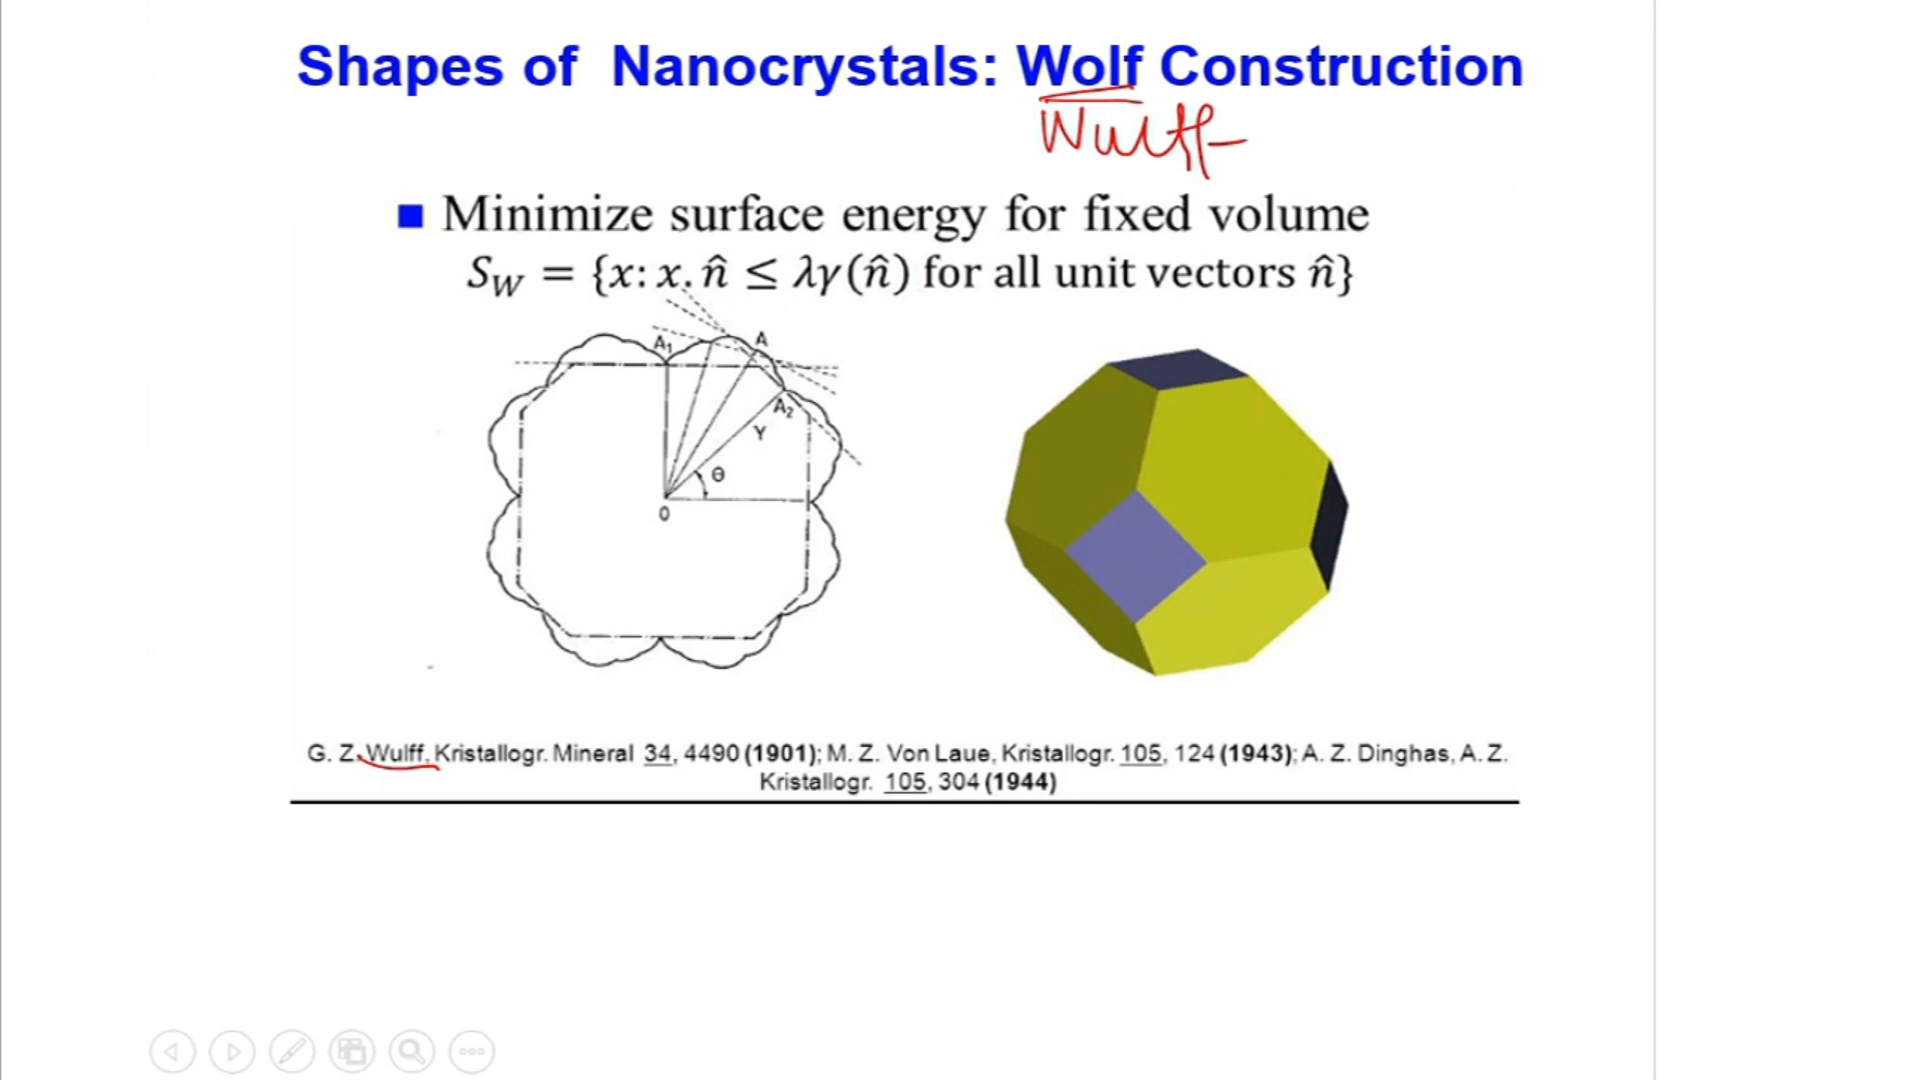 Shapes of Nanocrystals: Wolf Construction
Wulff
Minimize surface energy for fixed volume
S_W = {x: x. n̂ ≤ λγ(n̂) for all unit vectors n̂}
A₁ A
A₂
γ
θ
0
G. Z. Wulff, Kristallogr. Mineral 34, 4490 (1901); M. Z. Von Laue, Kristallogr. 105, 124 (1943); A. Z. Dinghas, A. Z.
Kristallogr. 105, 304 (1944)